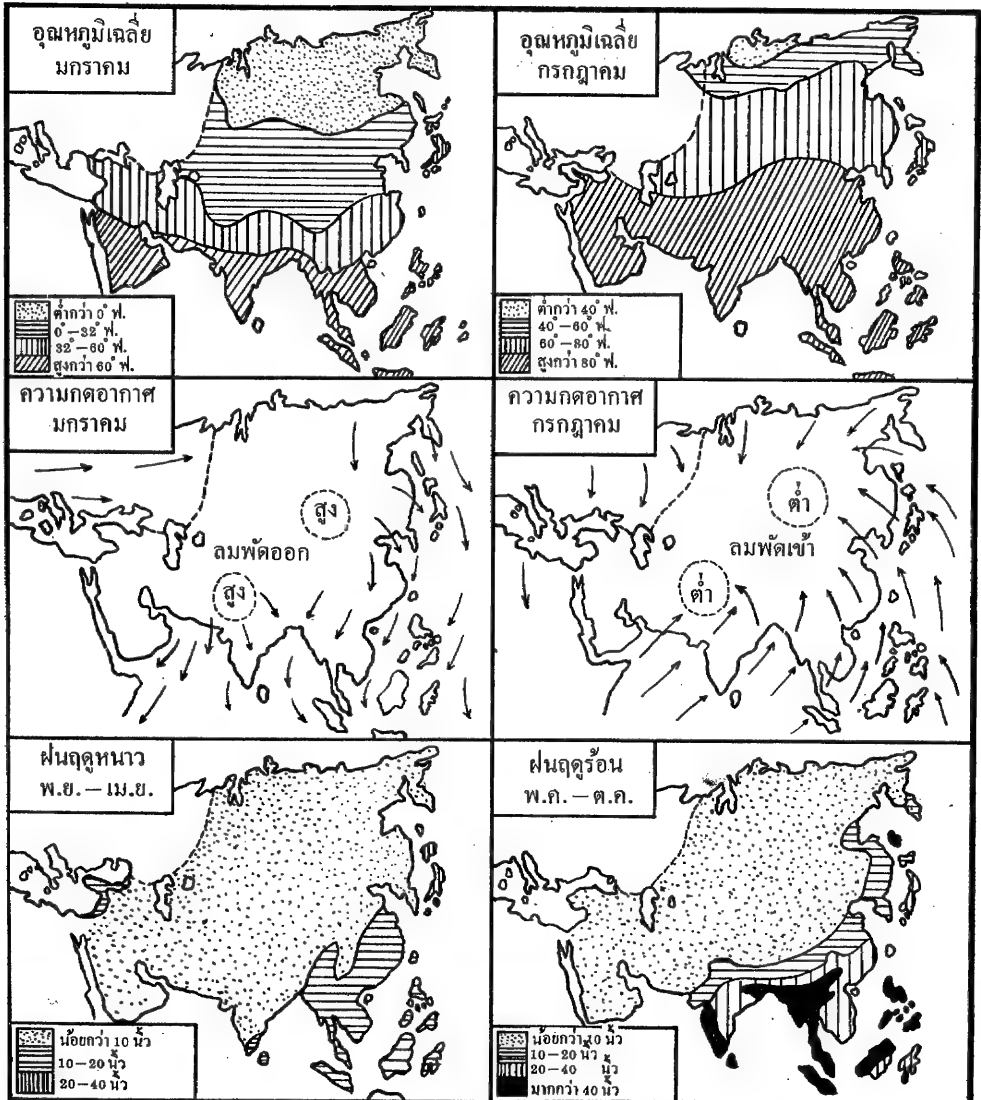 อุณหภูมิเฉลี่ย
มกราคม
ต่ำกว่า 0° ฟ.
0°–32° ฟ.
32°–60° ฟ.
สูงกว่า 60° ฟ.
อุณหภูมิเฉลี่ย
กรกฎาคม
ต่ำกว่า 40° ฟ.
40°–60° ฟ.
60°–80° ฟ.
สูงกว่า 80° ฟ.
ความกดอากาศ
มกราคม
สูง
ลมพัดออก
สูง
ความกดอากาศ
กรกฎาคม
ต่ำ
ลมพัดเข้า
ต่ำ
ฝนฤดูหนาว
พ.ย.–เม.ย.
น้อยกว่า 10 นิ้ว
10–20 นิ้ว
20–40 นิ้ว
ฝนฤดูร้อน
พ.ค.–ต.ค.
น้อยกว่า 10 นิ้ว
10–20 นิ้ว
20–40 นิ้ว
มากกว่า 40 นิ้ว